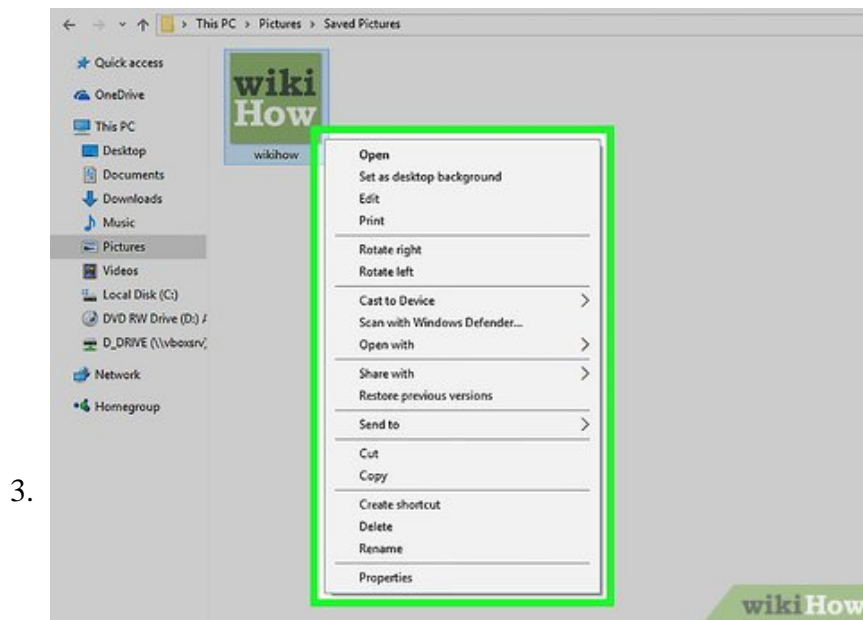 This PC > Pictures > Saved Pictures
Quick access
OneDrive
This PC
Desktop
Documents
Downloads
Music
Pictures
Videos
Local Disk (C:)
DVD RW Drive (D:)
D_DRIVE (\\vboxsrv)
Network
Homegroup
wiki
How
wikihow
Open
Set as desktop background
Edit
Print
Rotate right
Rotate left
Cast to Device
Scan with Windows Defender...
Open with
Share with
Restore previous versions
Send to
Cut
Copy
Create shortcut
Delete
Rename
Properties
3.
wikiHow